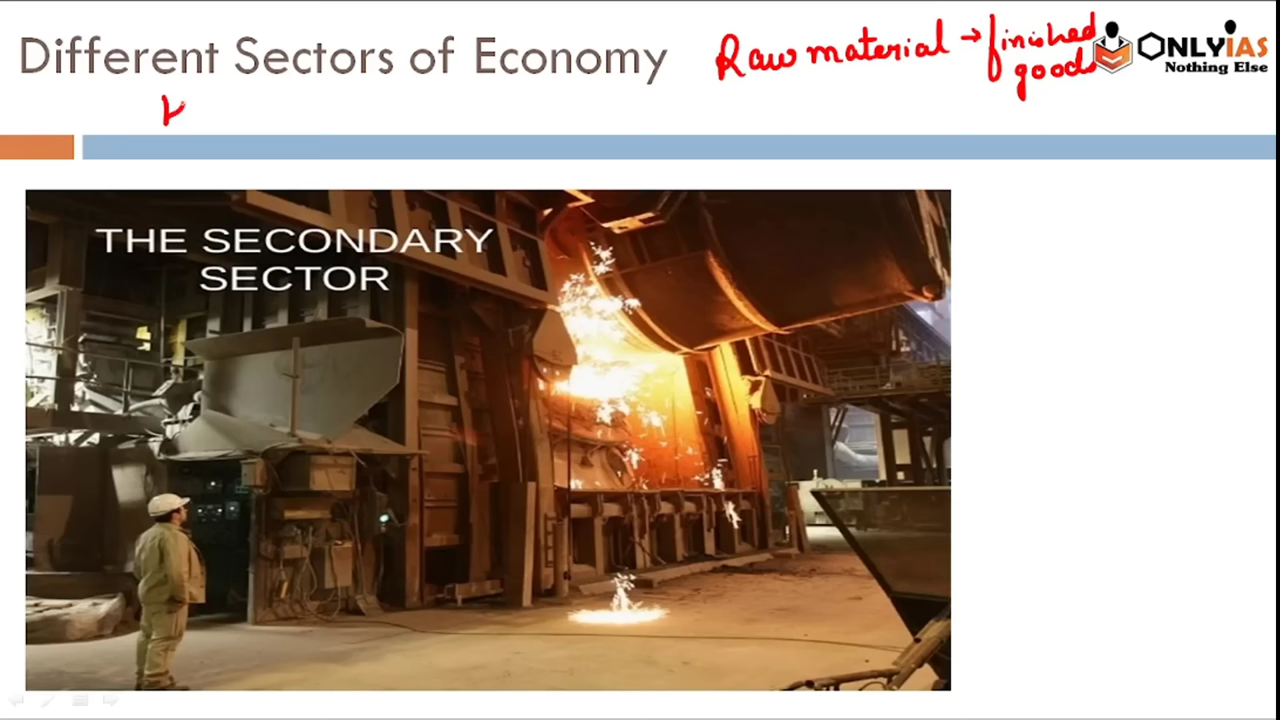 Different Sectors of Economy
Raw material → finished
goods
ONLYIAS
Nothing Else
THE SECONDARY
SECTOR